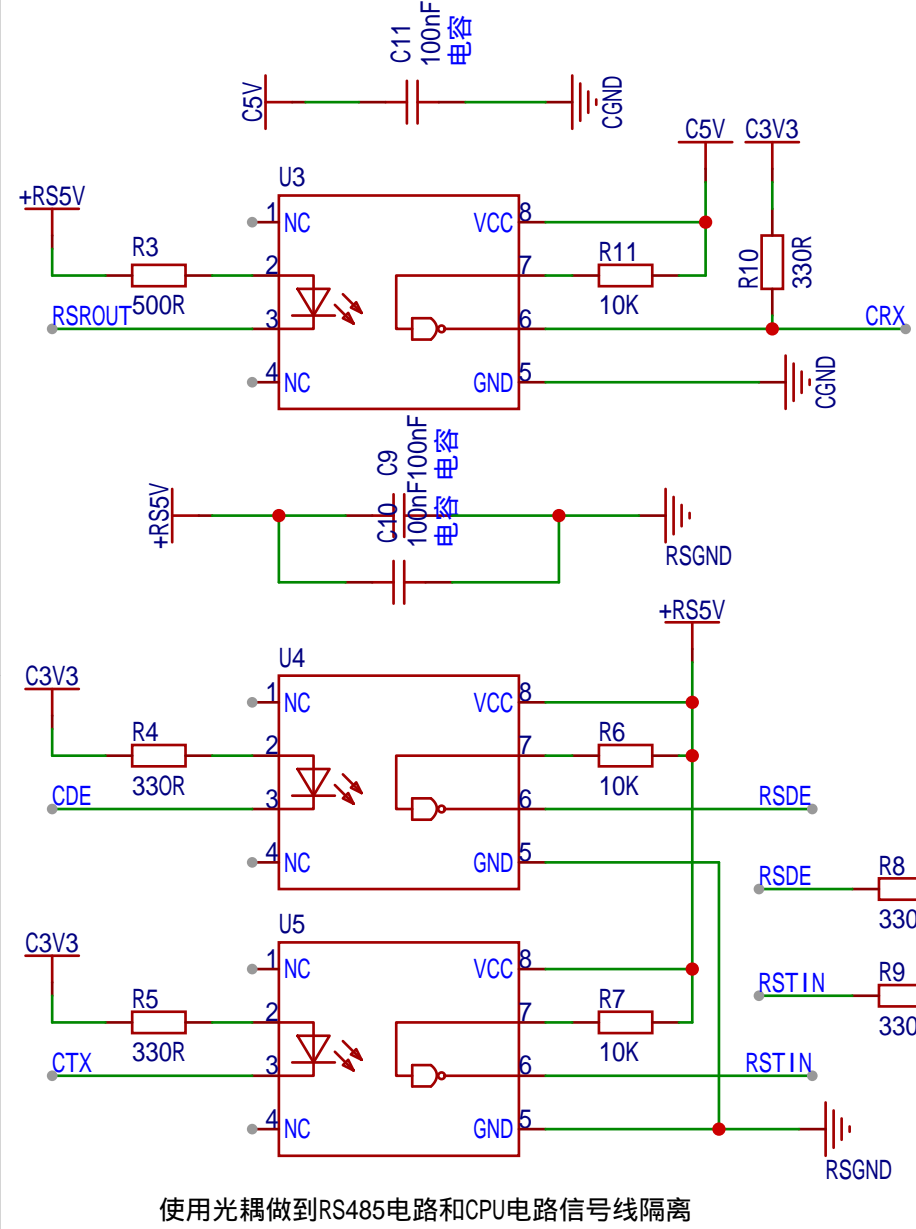 C11
100nF
电容
C5V
CGND
C5V
C3V3
U3
+RS5V
1
NC
VCC
8
R3
500R
2
7
R11
10K
R10
330R
RSROUT
3
6
CRX
4
NC
GND
5
CGND
C9
100nF
电容
C10
100nF
电容
+RS5V
RSGND
+RS5V
U4
C3V3
1
NC
VCC
8
R4
330R
2
7
R6
10K
CDE
3
6
RSDE
4
NC
GND
5
RSDE
R8
330
U5
C3V3
1
NC
VCC
8
R5
330R
2
7
R7
10K
RSTIN
R9
330
CTX
3
6
RSTIN
4
NC
GND
5
RSGND
使用光耦做到RS485电路和CPU电路信号线隔离